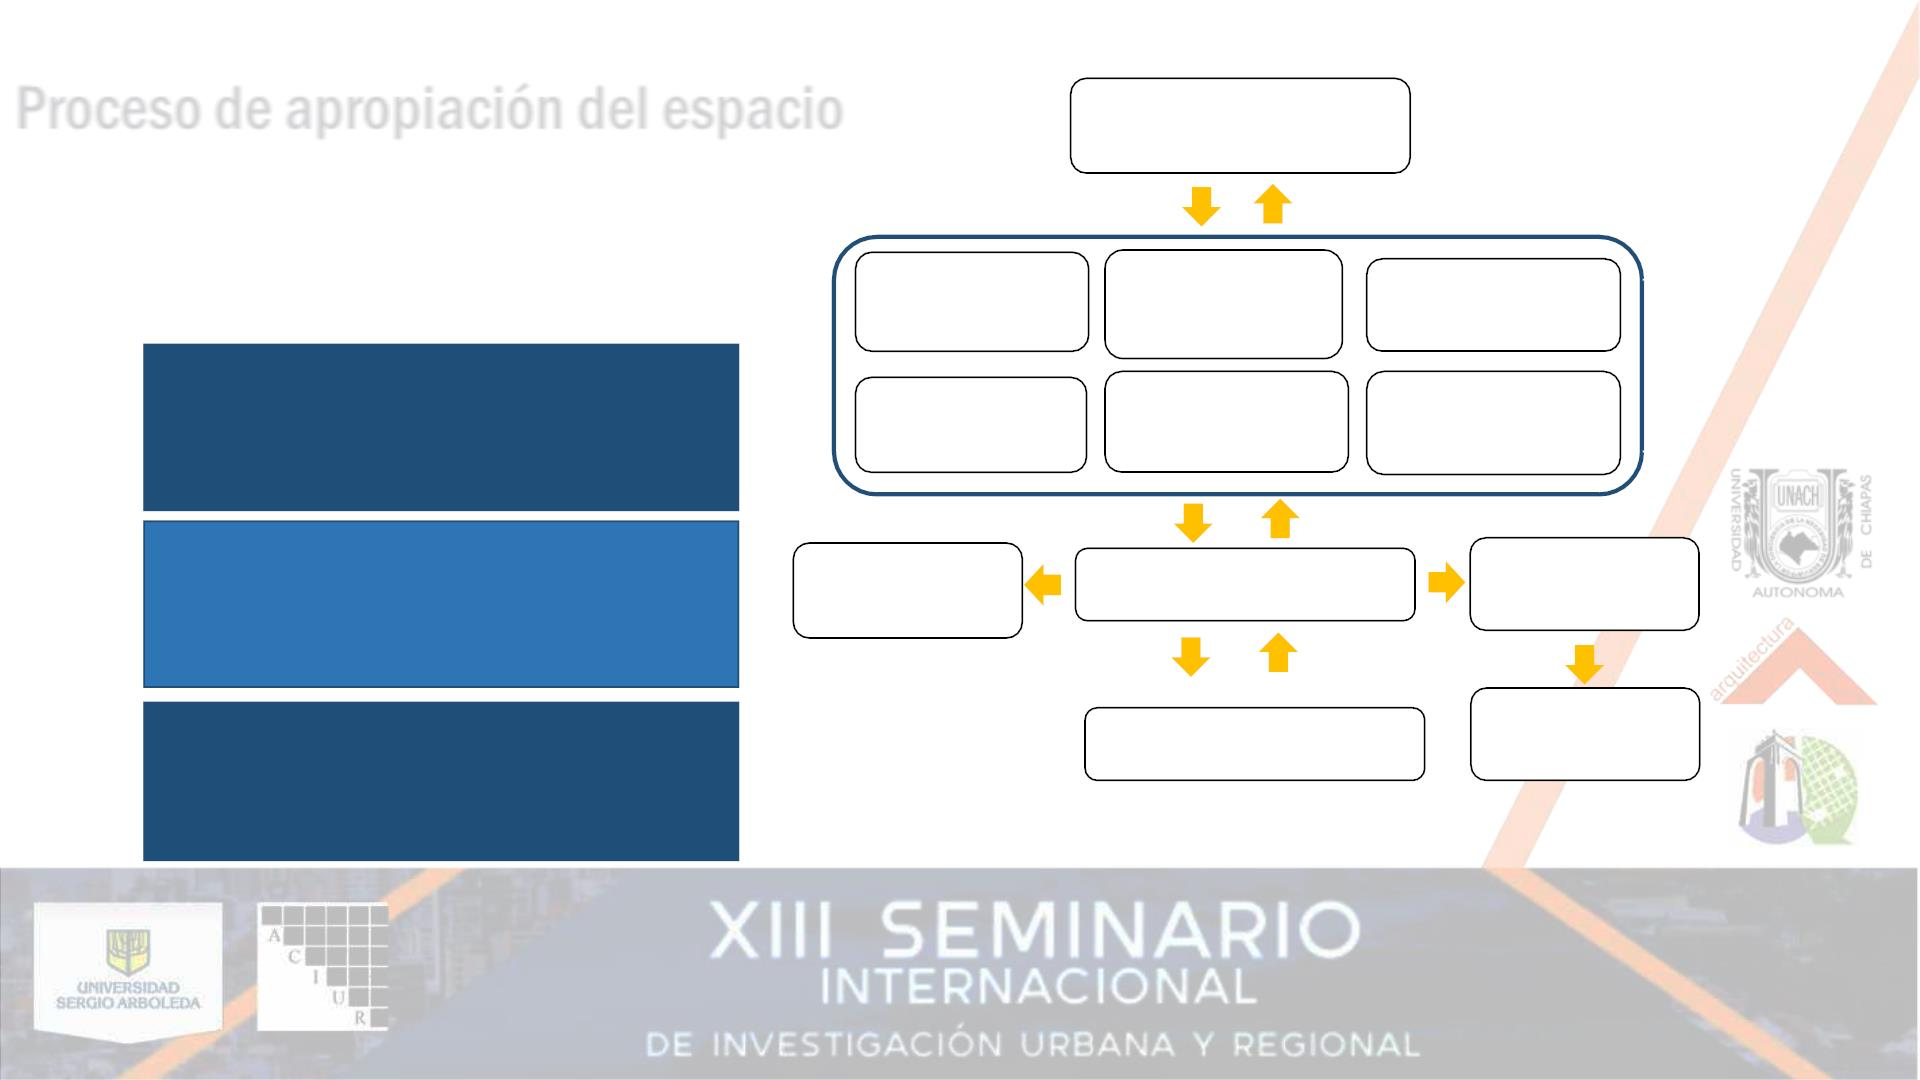 Proceso de apropiación del espacio
UNIVERSIDAD
UNACH
DE CHIAPAS
AUTONOMA
arquitectura
XIII SEMINARIO
INTERNACIONAL
DE INVESTIGACIÓN URBANA Y REGIONAL
UNIVERSIDAD
SERGIO ARBOLEDA
A
C
I
U
R